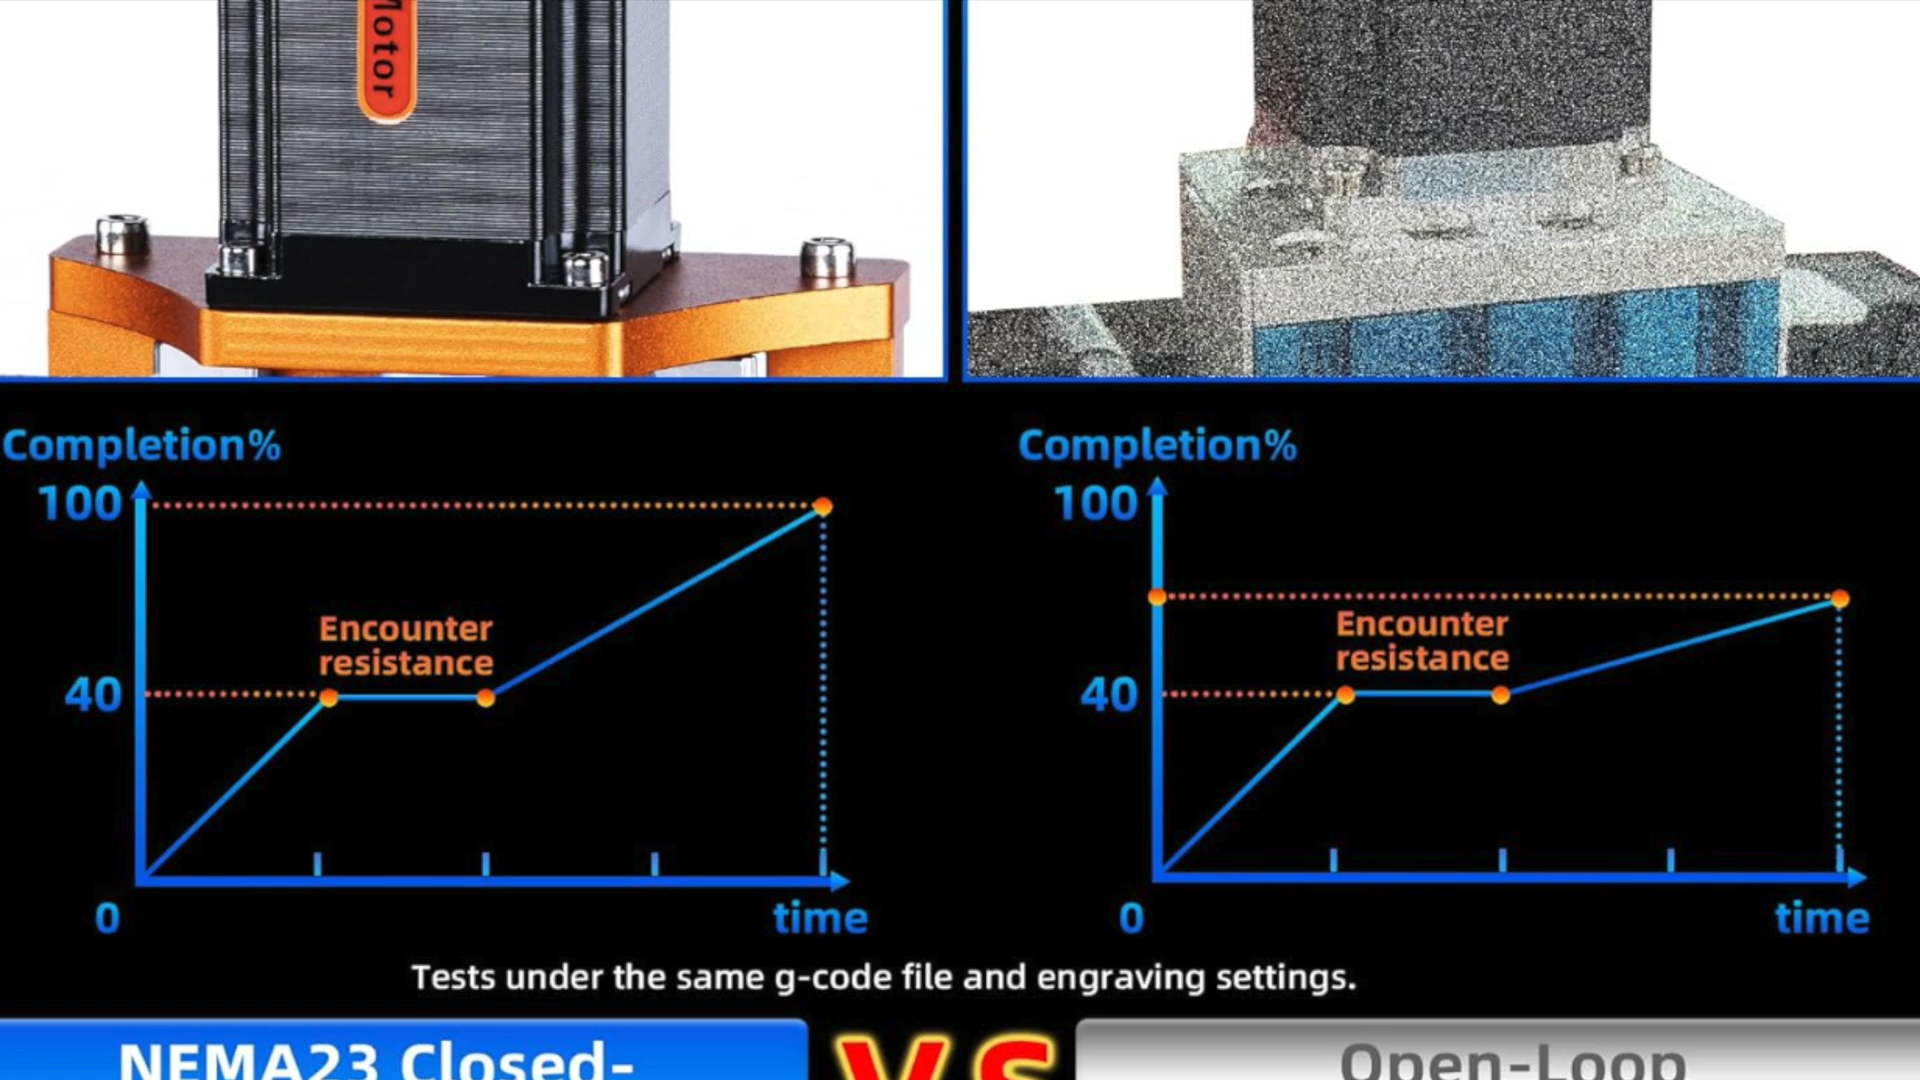 Motor
Completion%
100
40
Encounter
resistance
0
time
Completion%
100
40
Encounter
resistance
0
time
Tests under the same g-code file and engraving settings.
NEMA23 Closed-
VS
Open-Loop